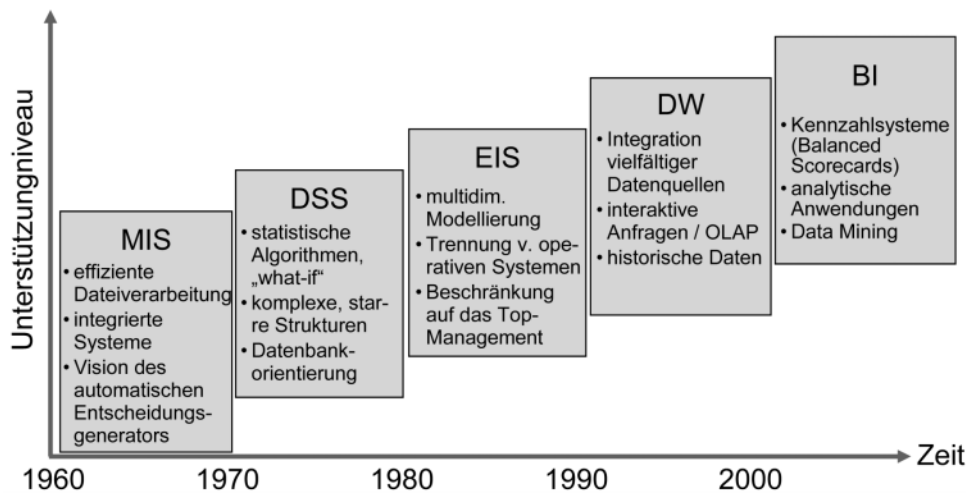 Unterstützungniveau
MIS
• effiziente
Dateiverarbeitung
• integrierte
Systeme
• Vision des
automatischen
Entscheidungs-
generators
DSS
• statistische
Algorithmen,
„what-if“
• komplexe, star-
re Strukturen
• Datenbank-
orientierung
EIS
• multidim.
Modellierung
• Trennung v. ope-
rativen Systemen
• Beschränkung
auf das Top-
Management
DW
• Integration
vielfältiger
Datenquellen
• interaktive
Anfragen / OLAP
• historische Daten
BI
• Kennzahlsysteme
(Balanced
Scorecards)
• analytische
Anwendungen
• Data Mining
Zeit
1960 1970 1980 1990 2000